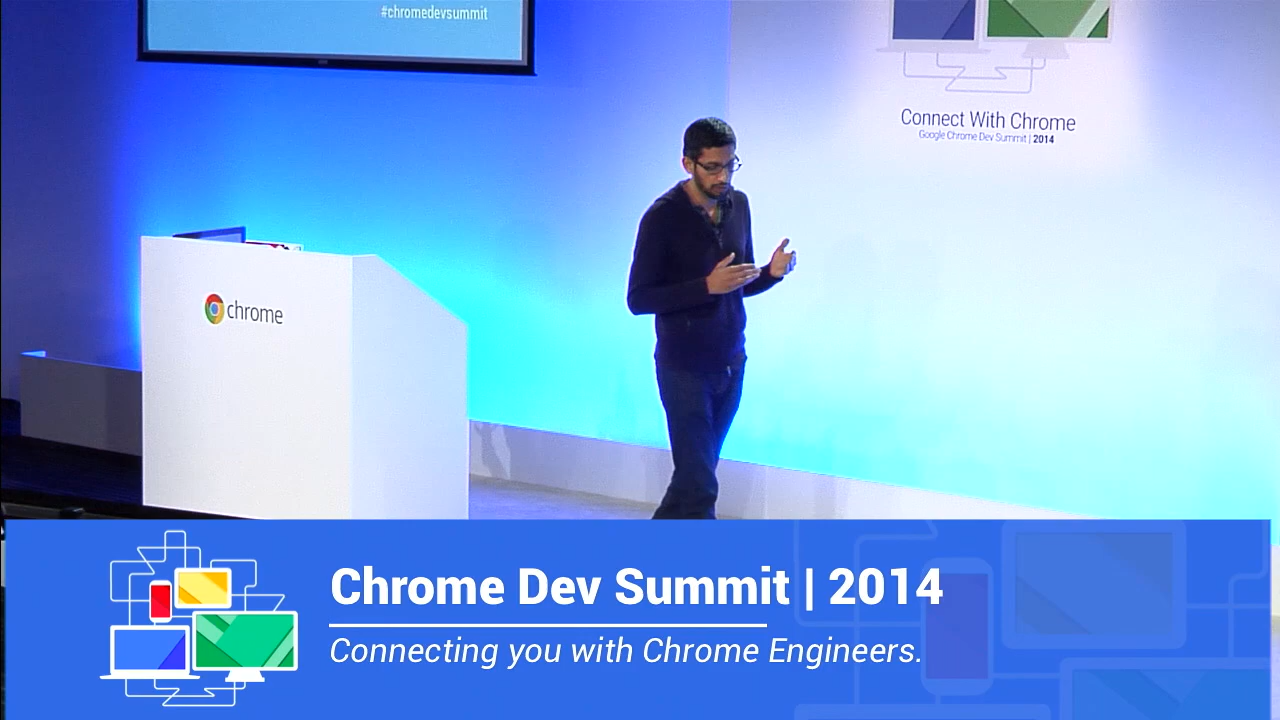 #chromedevsummit
Connect With Chrome
Google Chrome Dev Summit | 2014
chrome
Chrome Dev Summit | 2014
Connecting you with Chrome Engineers.